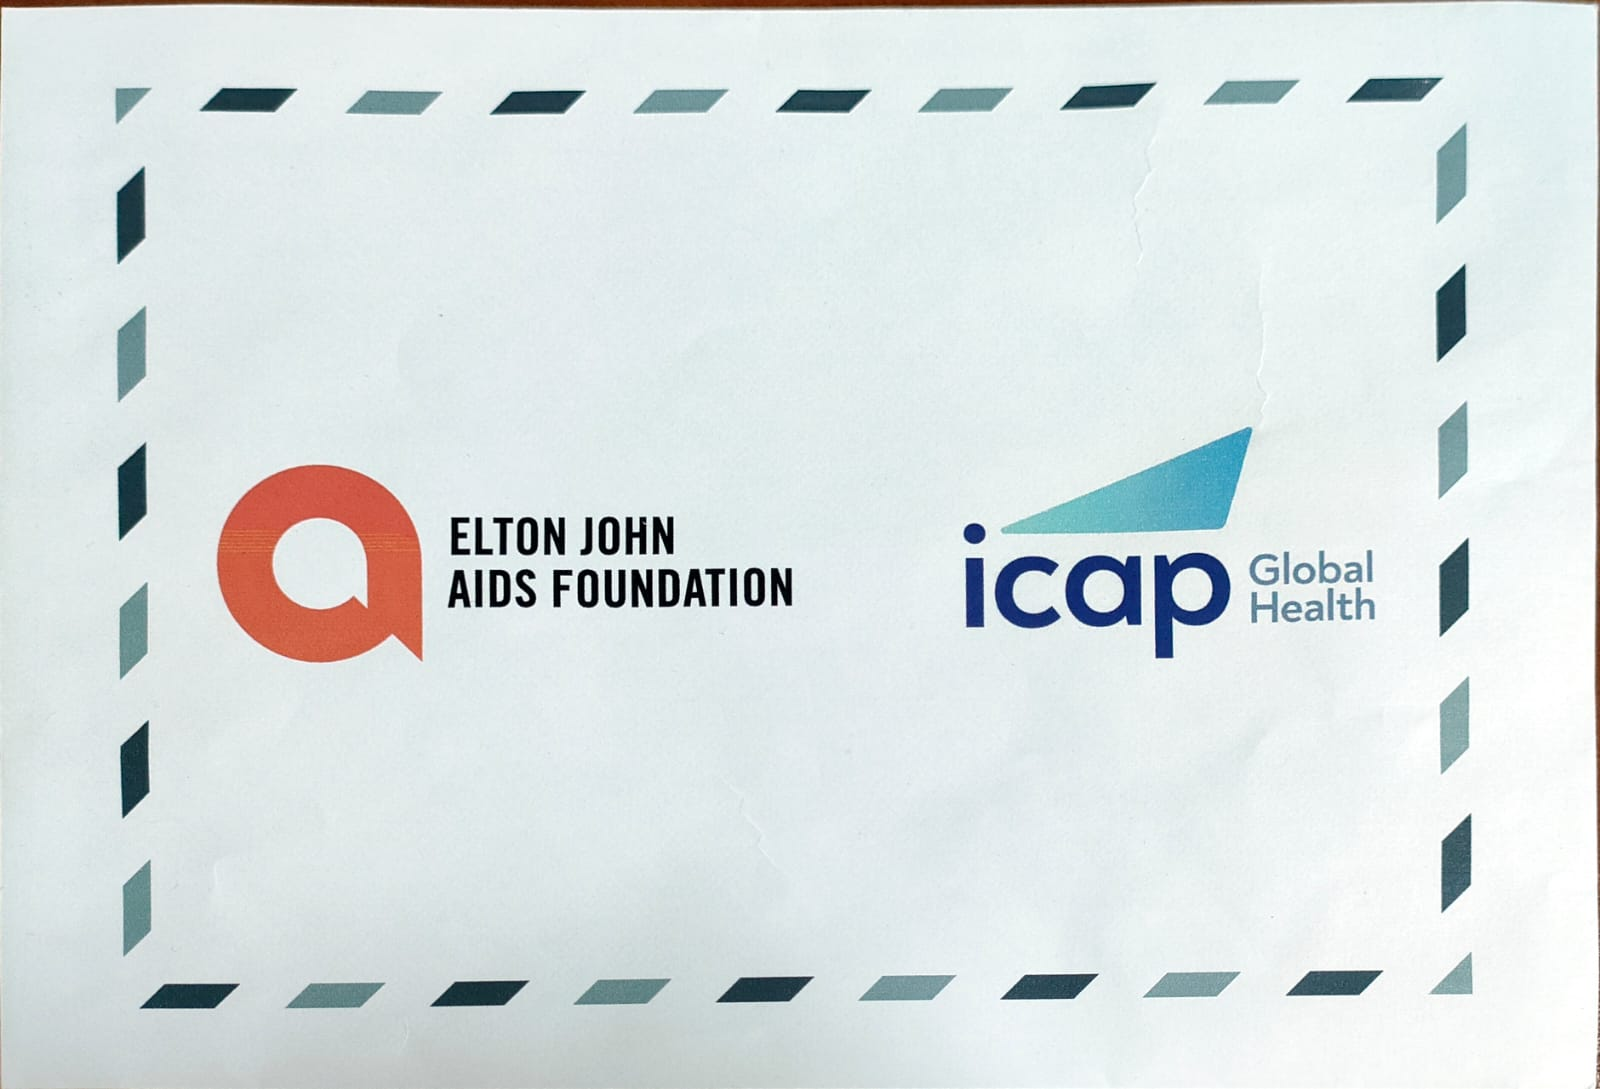 ELTON JOHN
AIDS FOUNDATION
icap Global
Health